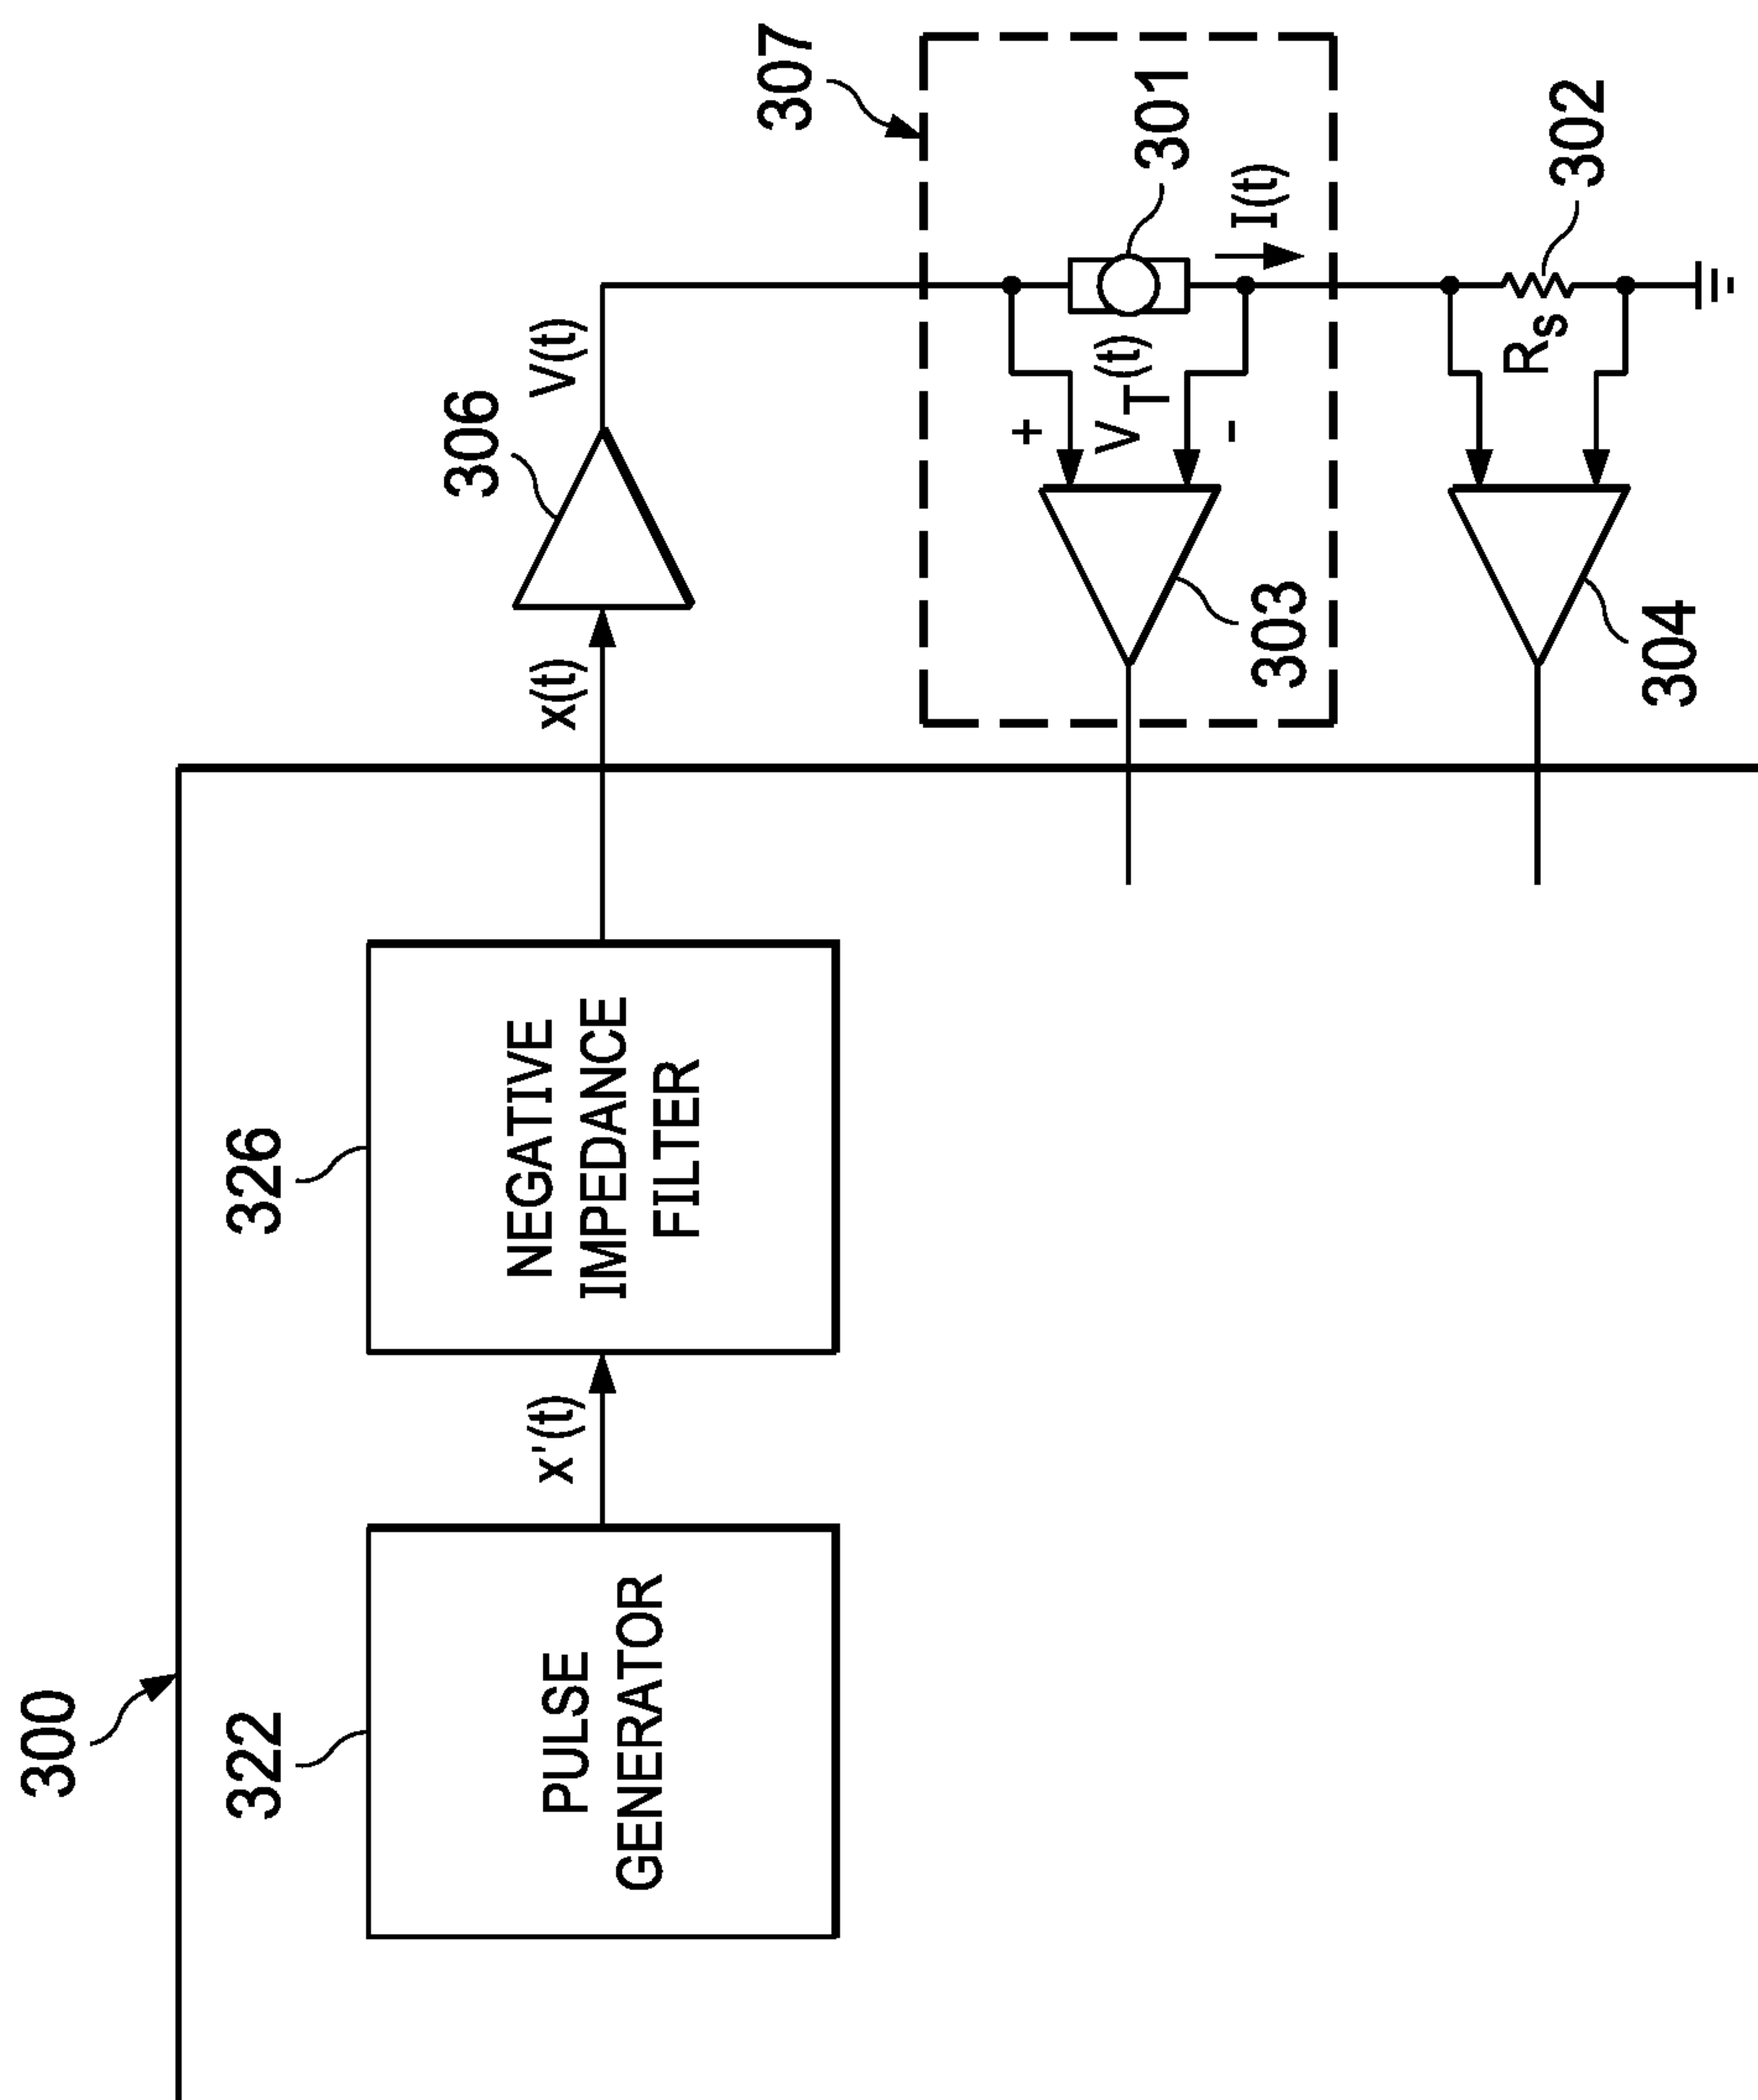 300
322
PULSE
GENERATOR
x'(t)
326
NEGATIVE
IMPEDANCE
FILTER
x(t)
306
V(t)
307
301
+
V_T(t)
-
I(t)
303
302
R_s
304